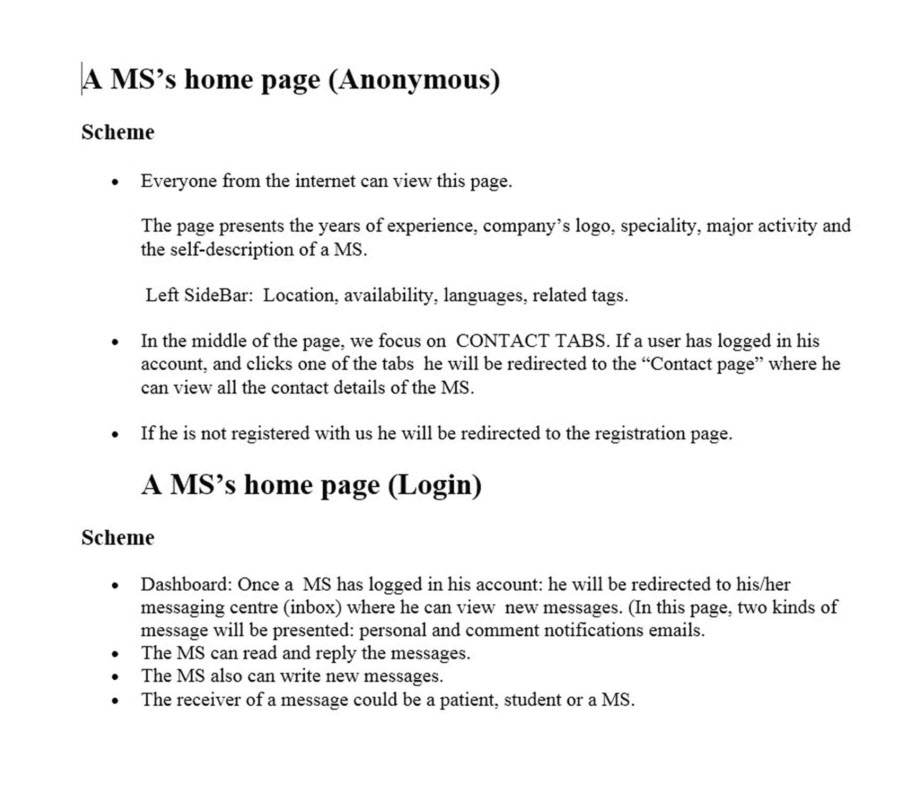 A MS’s home page (Anonymous)
Scheme
• Everyone from the internet can view this page.
The page presents the years of experience, company’s logo, speciality, major activity and
the self-description of a MS.
Left SideBar:  Location, availability, languages, related tags.
• In the middle of the page, we focus on  CONTACT TABS. If a user has logged in his
account, and clicks one of the tabs  he will be redirected to the “Contact page” where he
can view all the contact details of the MS.
• If he is not registered with us he will be redirected to the registration page.
A MS’s home page (Login)
Scheme
• Dashboard: Once a  MS has logged in his account: he will be redirected to his/her
messaging centre (inbox) where he can view  new messages. (In this page, two kinds of
message will be presented: personal and comment notifications emails.
• The MS can read and reply the messages.
• The MS also can write new messages.
• The receiver of a message could be a patient, student or a MS.